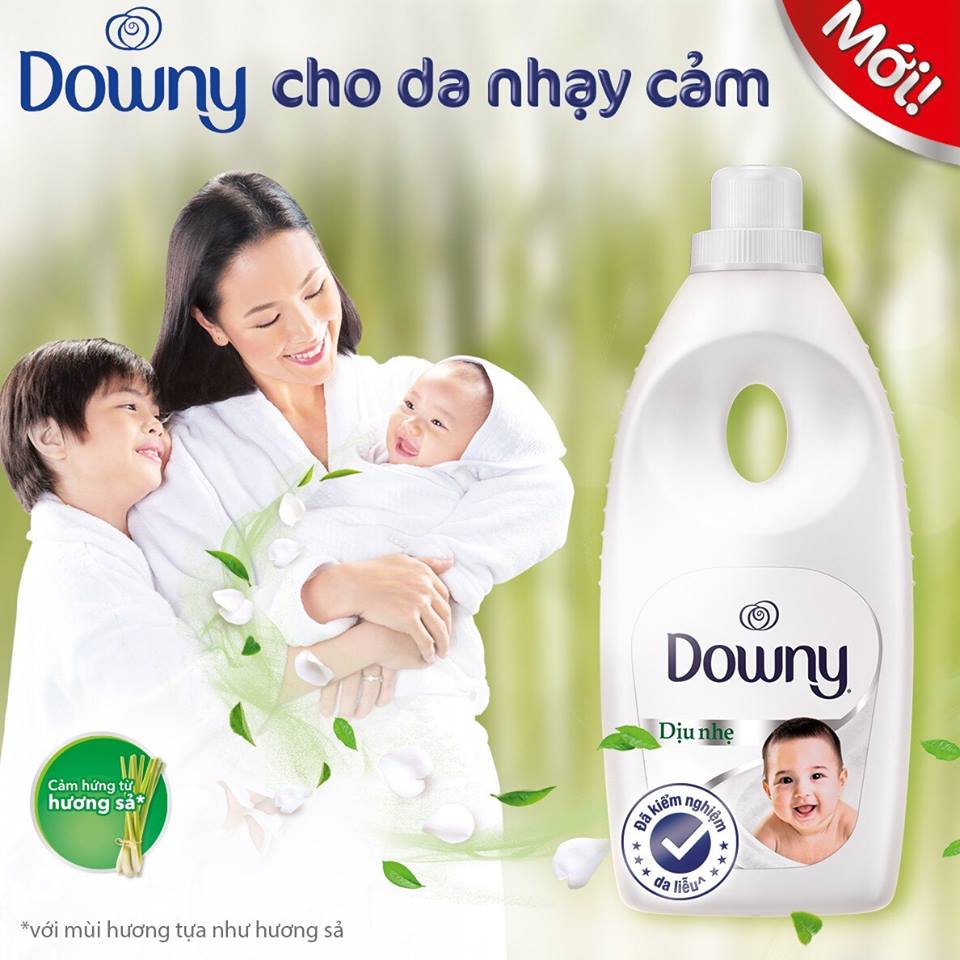 Downy cho da nhạy cảm
Mới!
Downy
Dịu nhẹ
Đã kiểm nghiệm
da liễu^
Cảm hứng từ
hương sả*
*với mùi hương tựa như hương sả